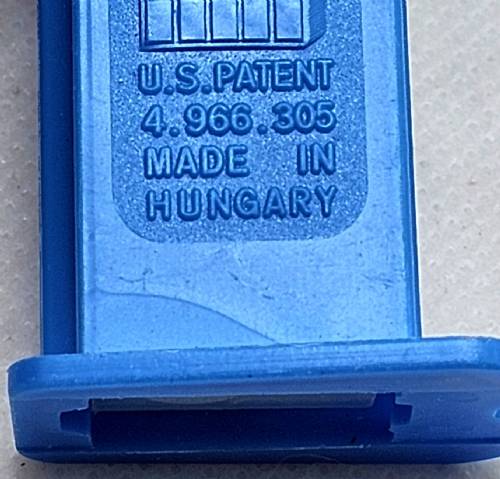 U.S.PATENT
4.966.305
MADE IN
HUNGARY